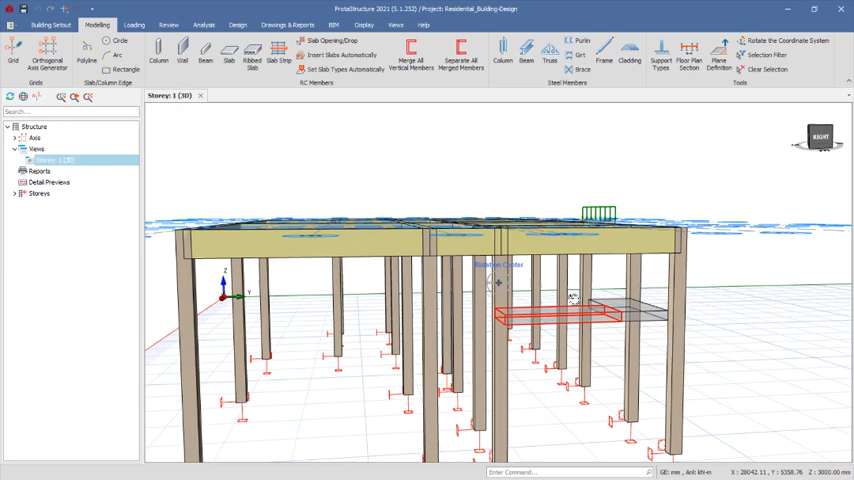 ProtaStructure 2021 (5.1.252) // Project: Residential_Building-Design
Building Setout Modelling Loading Review Analysis Design Drawings & Reports BIM Display Views Help
Grid
Orthogonal
Axis Generator
Grids
Polyline
Circle
Arc
Rectangle
Slab/Column Edge
Column
Wall
Beam
Slab
Ribbed
Slab
Slab Strip
Slab Opening/Drop
Insert Slabs Automatically
Set Slab Types Automatically
RC Members
Merge All
Vertical Members
Separate All
Merged Members
Column
Beam
Truss
Purlin
Girt
Brace
Frame
Cladding
Steel Members
Support
Types
Floor Plan
Section
Plane
Definition
Rotate the Coordinate System
Selection Filter
Clear Selection
Tools
Storey: 1 (3D)
Search...
Structure
Axis
Views
Storey: 1 (3D)
Reports
Detail Previews
Storeys
RIGHT
Rotation Center
Z
Y
Enter Command...
GE: mm, Ani: kN-m
X : 28042.11, Y : 5358.76
Z : 3000.00 mm